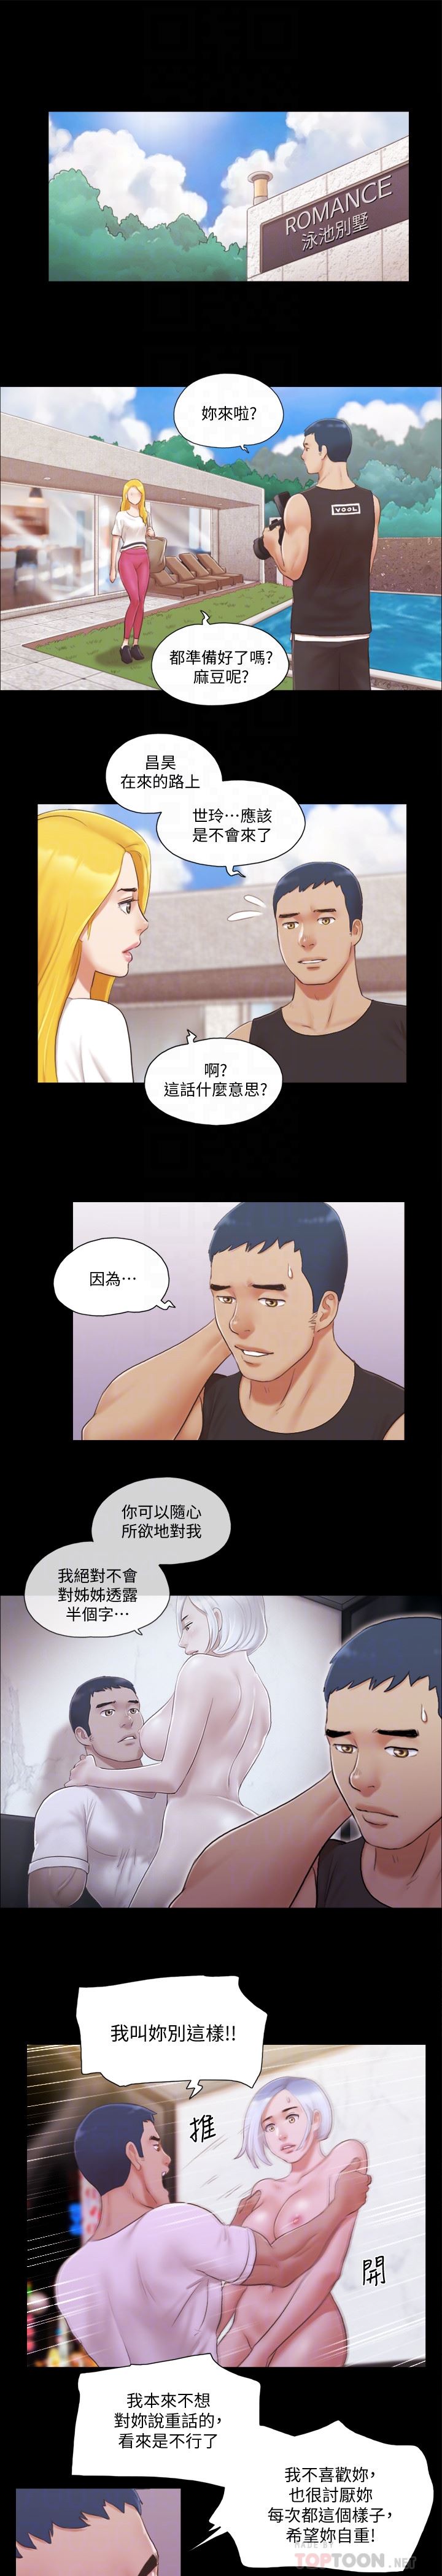 ROMANCE
泳池別墅
妳來啦?
VOOL
都準備好了嗎?
麻豆呢?
昌昊
在來的路上
世玲…應該
是不會來了
啊?
這話什麼意思?
因為…
你可以隨心
所欲地對我
我絕對不會
對姊姊透露
半個字…
我叫妳別這樣!!
推
開
我本來不想
對妳說重話的,
看來是不行了
我不喜歡妳,
也很討厭妳
每次都這個樣子,
希望妳自重!
TOPTOON.NET